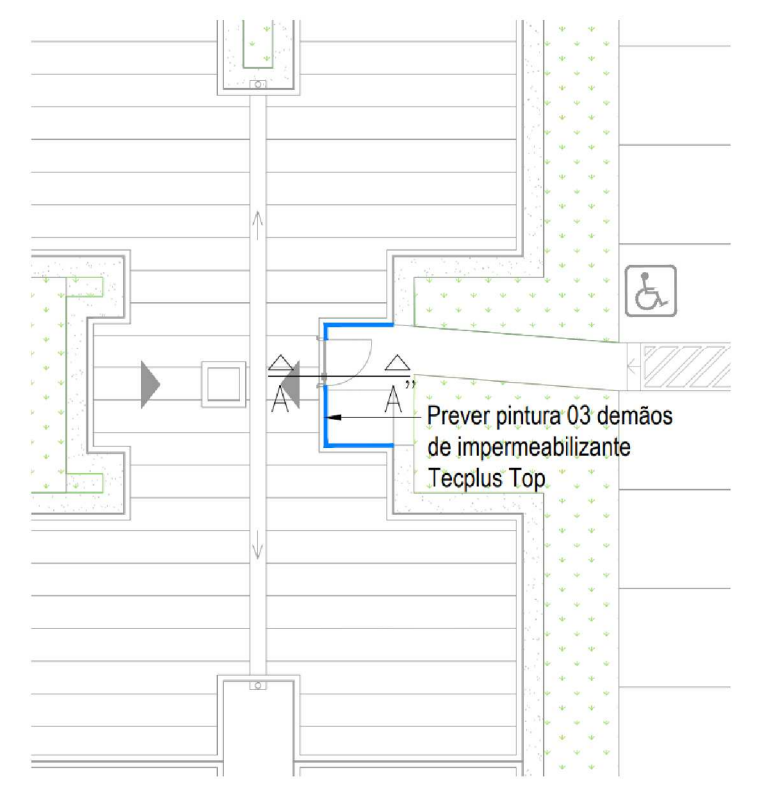 A
A”
Prever pintura 03 demãos
de impermeabilizante
Tecplus Top